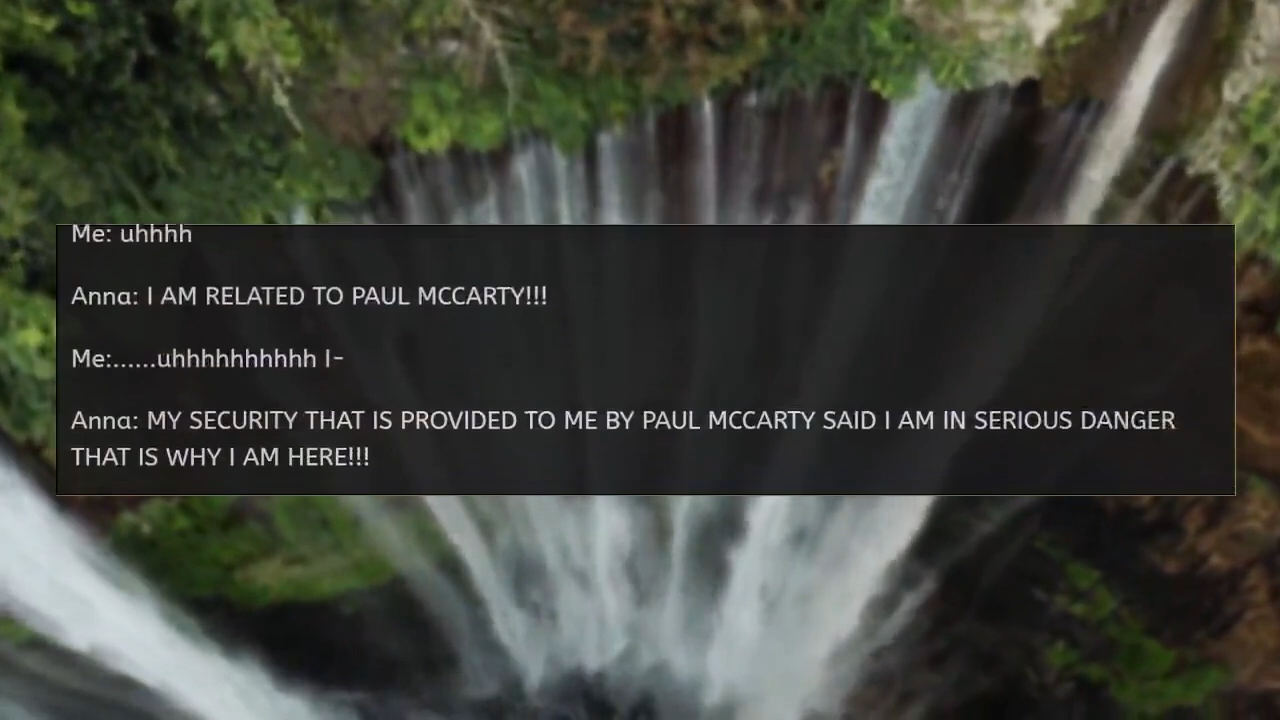 Me: uhhhh
Anna: I AM RELATED TO PAUL MCCARTY!!!
Me:......uhhhhhhhhhhh I-
Anna: MY SECURITY THAT IS PROVIDED TO ME BY PAUL MCCARTY SAID I AM IN SERIOUS DANGER
THAT IS WHY I AM HERE!!!